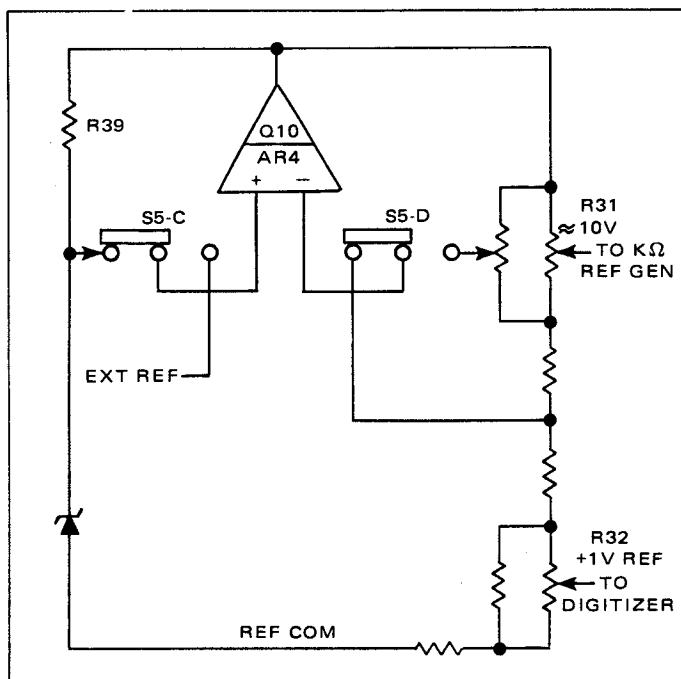 R39
Q10
AR4
+ −
S5-C
S5-D
R31
≈
10V
TO KΩ
REF GEN
EXT REF
R32
+1V REF
TO
DIGITIZER
REF COM